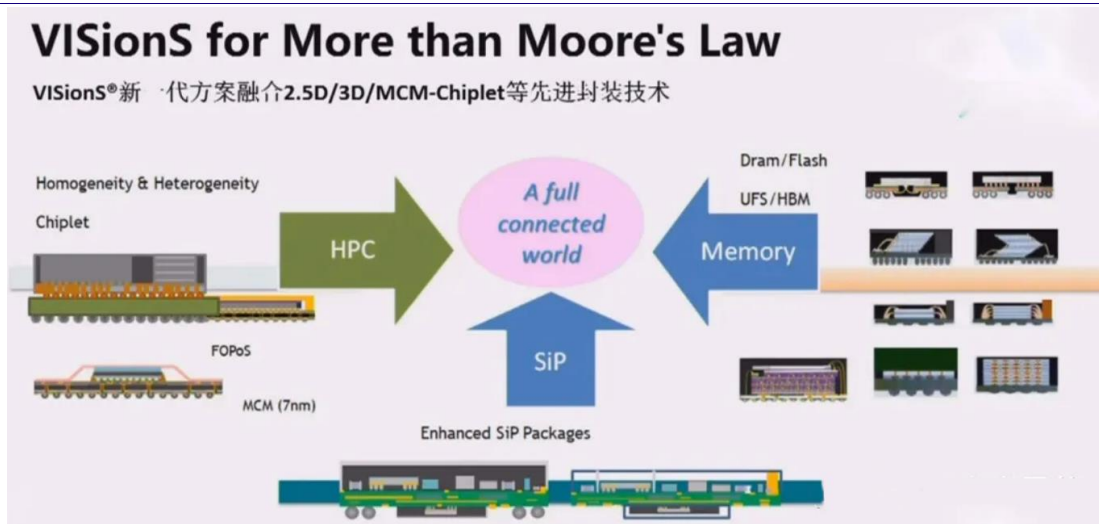 VISionS for More than Moore's Law
VISionS®新一代方案融介2.5D/3D/MCM-Chiplet等先进封装技术
Homogeneity & Heterogeneity
Chiplet
HPC
FOPoS
MCM (7nm)
A full
connected
world
Dram/Flash
UFS/HBM
Memory
SiP
Enhanced SiP Packages